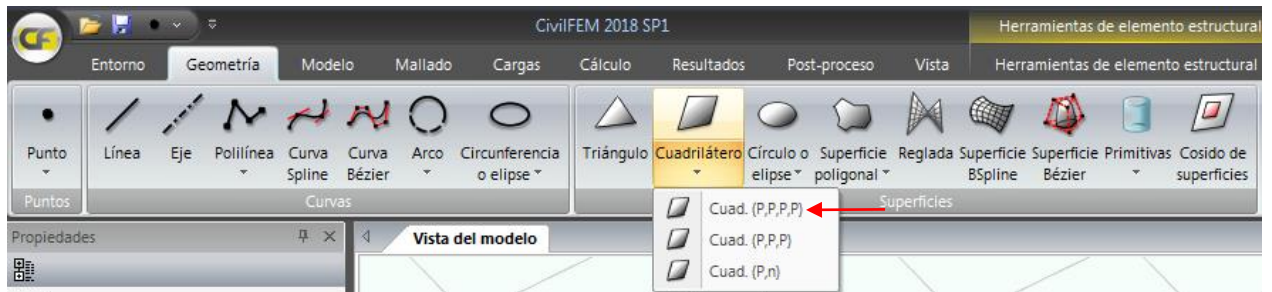 CF
CivilFEM 2018 SP1
Herramientas de elemento estructural
Entorno Geometría Modelo Mallado Cargas Cálculo Resultados Post-proceso Vista Herramientas de elemento estructural
Punto Línea Eje Polilínea Curva Spline Curva Bézier Arco Circunferencia o elipse Triángulo Cuadrilátero Círculo o elipse Superficie poligonal Reglada Superficie BSpline Superficie Bézier Primitivas Cosido de superficies
Puntos Curvas Superficies
Cuad. (P,P,P,P)
Propiedades Vista del modelo
Cuad. (P,P,P)
Cuad. (P,n)